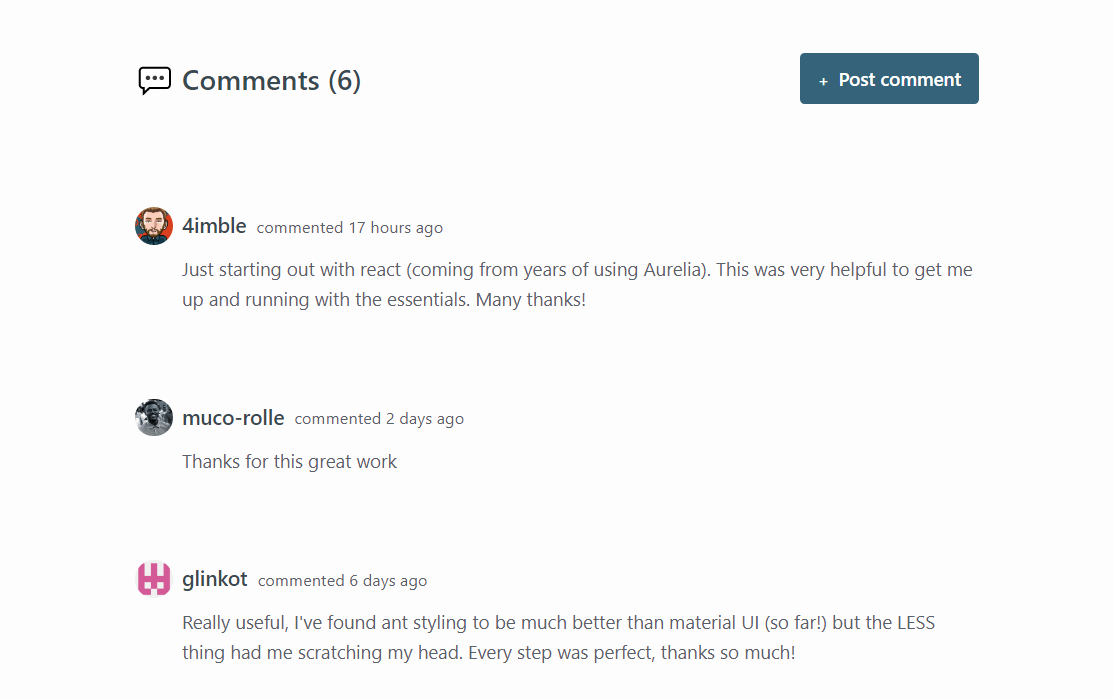 Comments (6)
+ Post comment
4imble commented 17 hours ago
Just starting out with react (coming from years of using Aurelia). This was very helpful to get me
up and running with the essentials. Many thanks!
muco-rolle commented 2 days ago
Thanks for this great work
glinkot commented 6 days ago
Really useful, I've found ant styling to be much better than material UI (so far!) but the LESS
thing had me scratching my head. Every step was perfect, thanks so much!